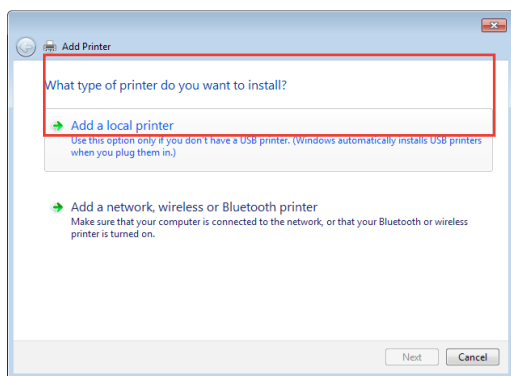 Add Printer
What type of printer do you want to install?
Add a local printer
Use this option only if you don't have a USB printer. (Windows automatically installs USB printers
when you plug them in.)
Add a network, wireless or Bluetooth printer
Make sure that your computer is connected to the network, or that your Bluetooth or wireless
printer is turned on.
Next
Cancel